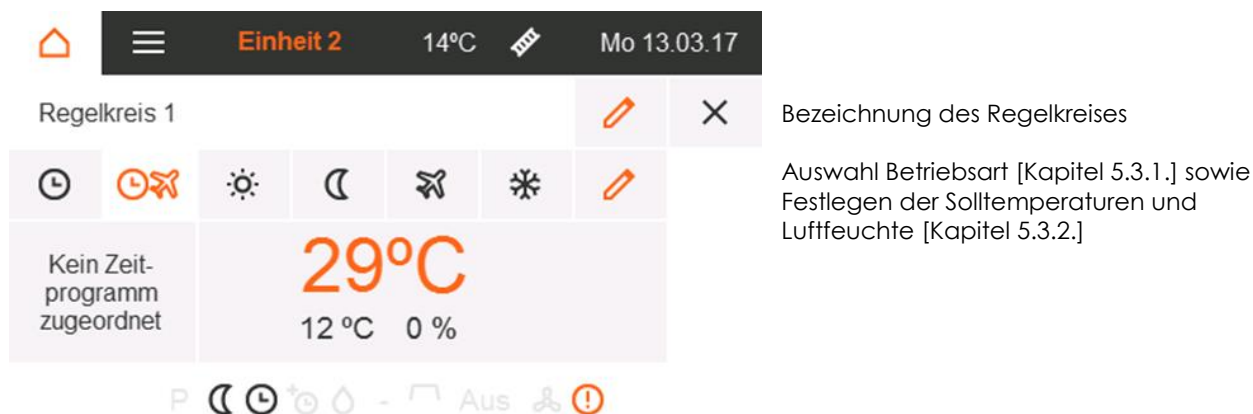 Einheit 2 14ºC Mo 13.03.17
Regelkreis 1
Bezeichnung des Regelkreises
Auswahl Betriebsart [Kapitel 5.3.1.] sowie
Festlegen der Solltemperaturen und
Luftfeuchte [Kapitel 5.3.2.]
Kein Zeit-
programm
zugeordnet
29ºC
12 ºC 0 %
P - Aus